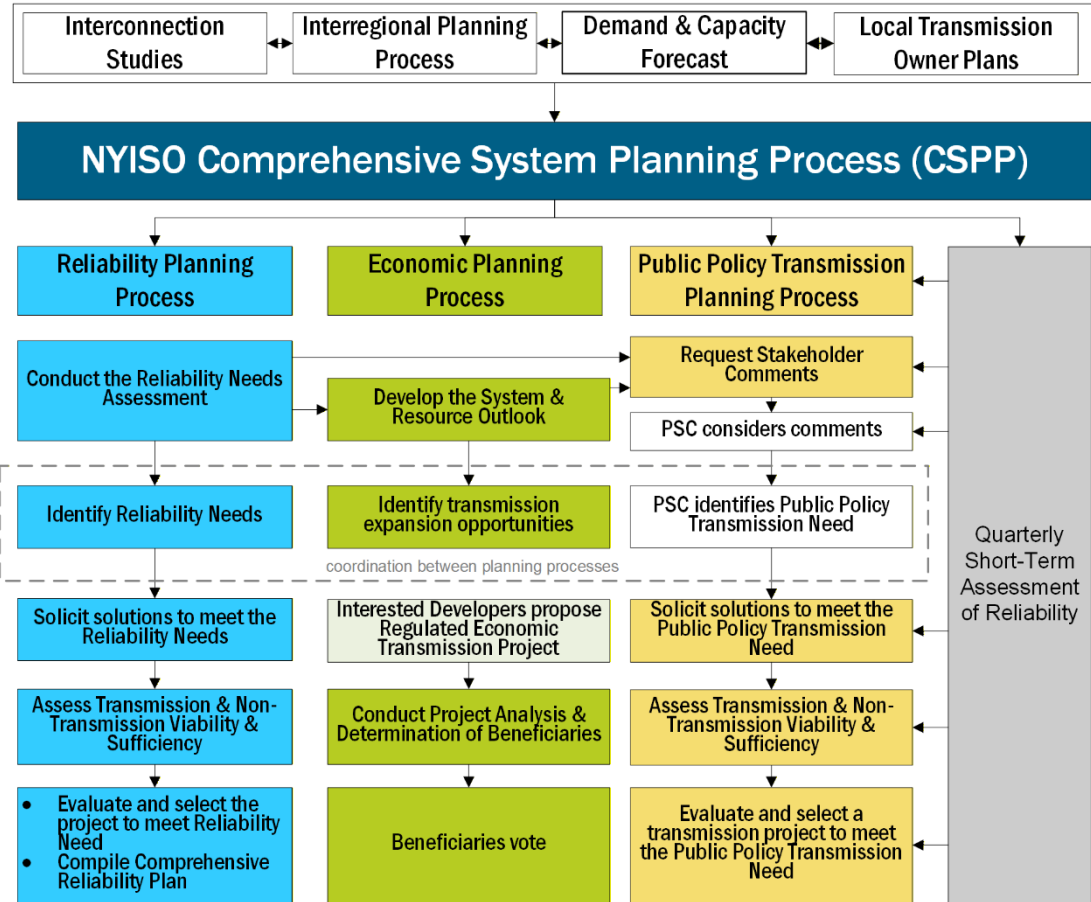 Interconnection
Studies
Interregional Planning
Process
Demand & Capacity
Forecast
Local Transmission
Owner Plans
NYISO Comprehensive System Planning Process (CSPP)
Reliability Planning
Process
Economic Planning
Process
Public Policy Transmission
Planning Process
Conduct the Reliability Needs
Assessment
Develop the System &
Resource Outlook
Request Stakeholder
Comments
PSC considers comments
Identify Reliability Needs
Identify transmission
expansion opportunities
PSC identifies Public Policy
Transmission Need
coordination between planning processes
Quarterly
Short-Term
Assessment
of Reliability
Solicit solutions to meet the
Reliability Needs
Interested Developers propose
Regulated Economic
Transmission Project
Solicit solutions to meet the
Public Policy Transmission
Need
Assess Transmission & Non-
Transmission Viability &
Sufficiency
Conduct Project Analysis &
Determination of Beneficiaries
Assess Transmission & Non-
Transmission Viability &
Sufficiency
• Evaluate and select the
project to meet Reliability
Need
• Compile Comprehensive
Reliability Plan
Beneficiaries vote
Evaluate and select a
transmission project to meet
the Public Policy Transmission
Need